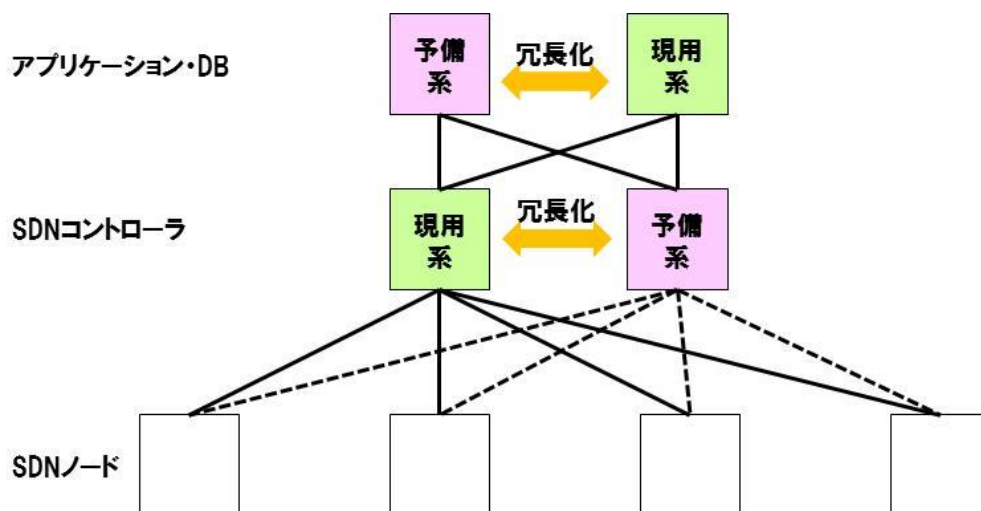 アプリケーション・DB
予備
系
冗長化
現用
系
SDNコントローラ
現用
系
冗長化
予備
系
SDNノード